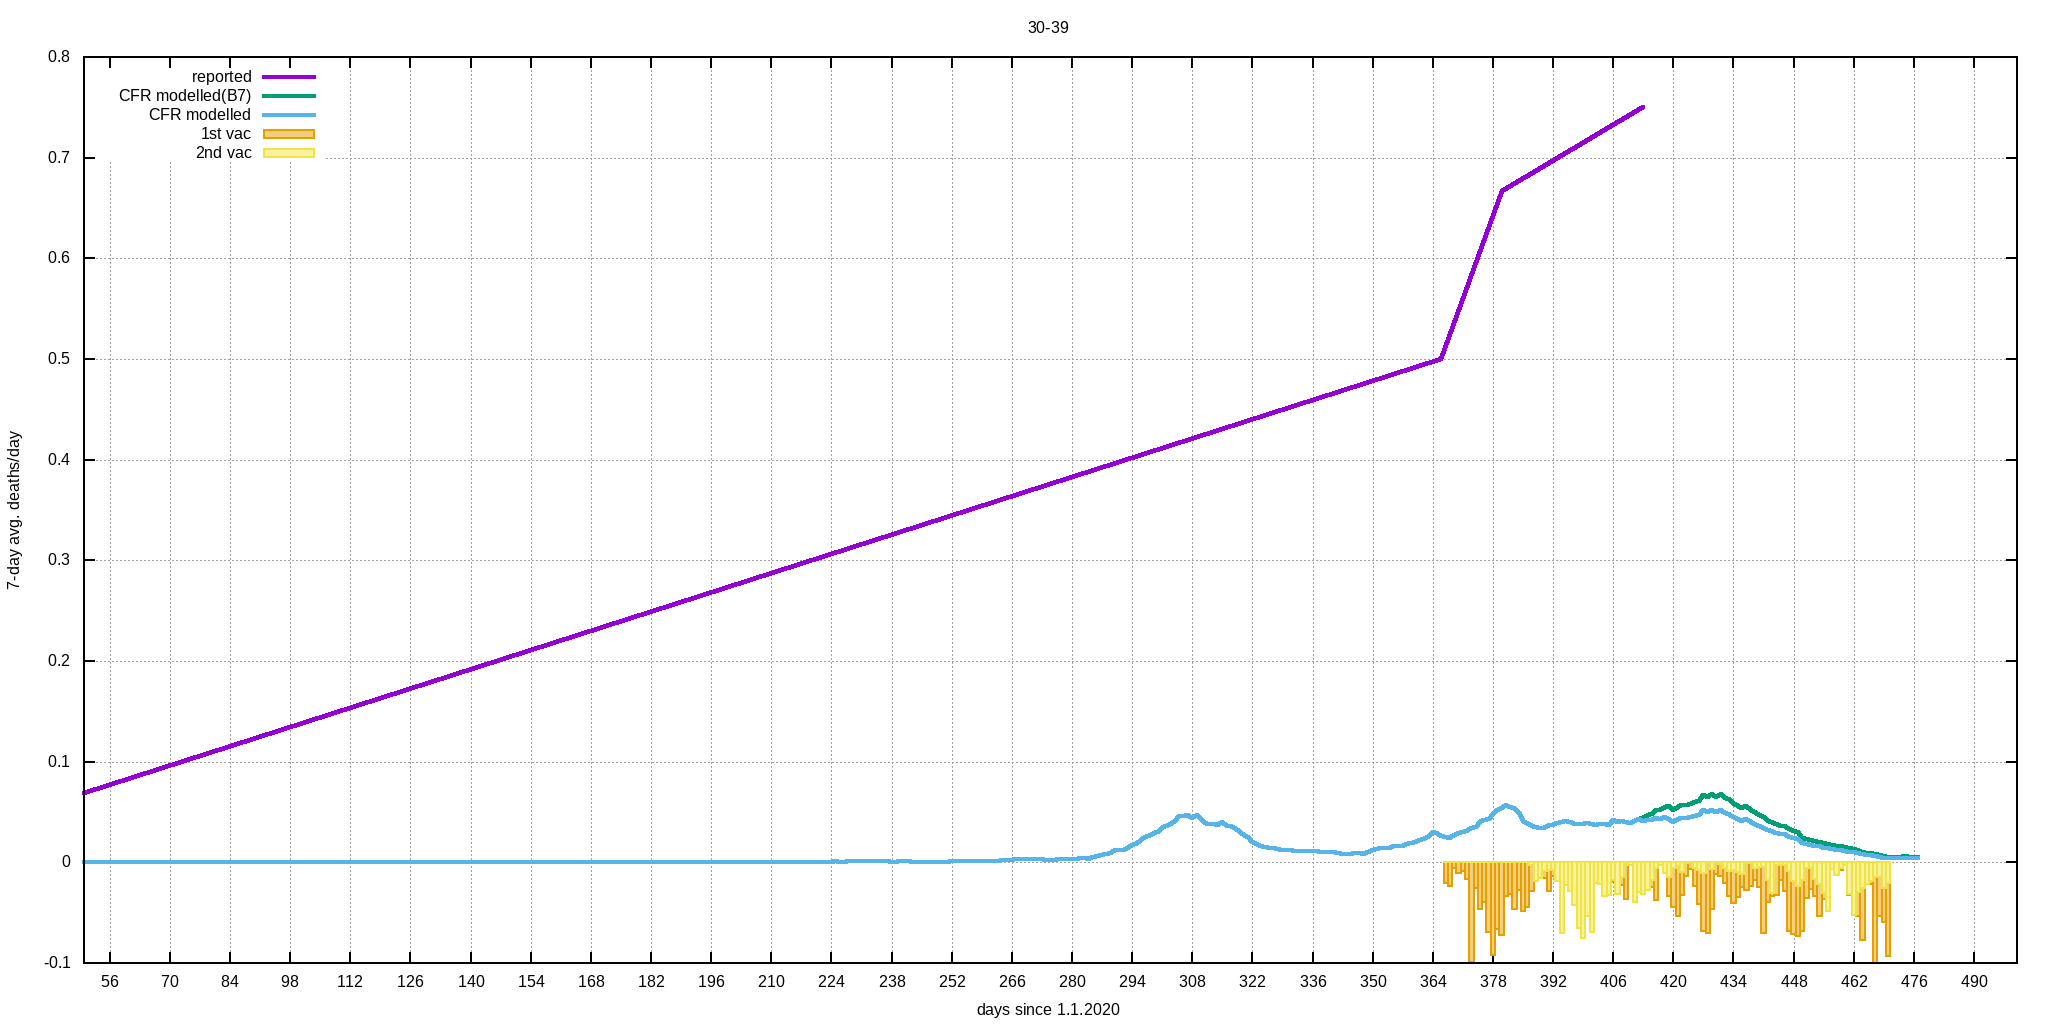 30-39
0.8
0.7
0.6
0.5
0.4
0.3
0.2
0.1
0
-0.1
7-day avg. deaths/day
reported
CFR modelled(B7)
CFR modelled
1st vac
2nd vac
56 70 84 98 112 126 140 154 168 182 196 210 224 238 252 266 280 294 308 322 336 350 364 378 392 406 420 434 448 462 476 490
days since 1.1.2020